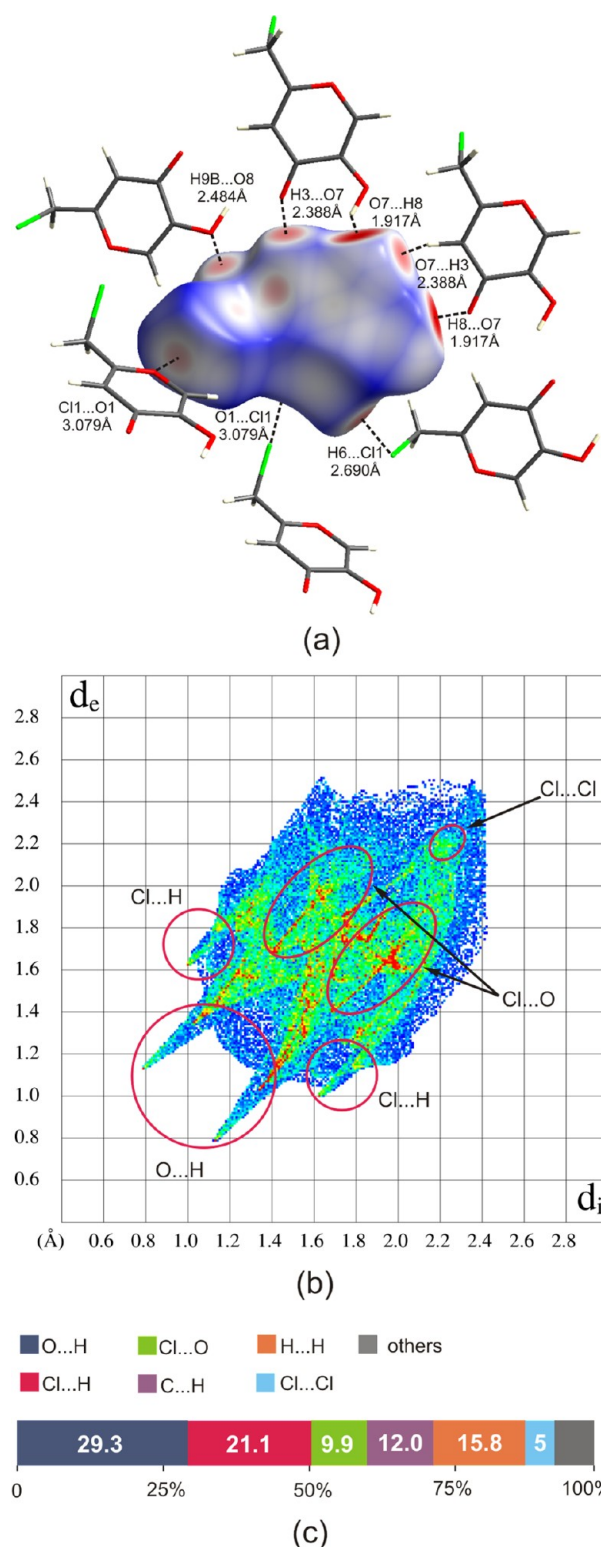 H9B...O8
2.484Å
H3...O7
2.388Å
O7...H8
1.917Å
O7...H3
2.388Å
H8...O7
1.917Å
Cl1...O1
3.079Å
O1...Cl1
3.079Å
H6...Cl1
2.690Å
(a)
de
2.8
2.6
2.4
2.2
2.0
1.8
1.6
1.4
1.2
1.0
0.8
0.6
Cl...Cl
Cl...H
Cl...O
Cl...H
O...H
di
(Å) 0.6 0.8 1.0 1.2 1.4 1.6 1.8 2.0 2.2 2.4 2.6 2.8
(b)
O...H Cl...O H...H others
Cl...H C...H Cl...Cl
29.3 21.1 9.9 12.0 15.8 5
0 25% 50% 75% 100%
(c)